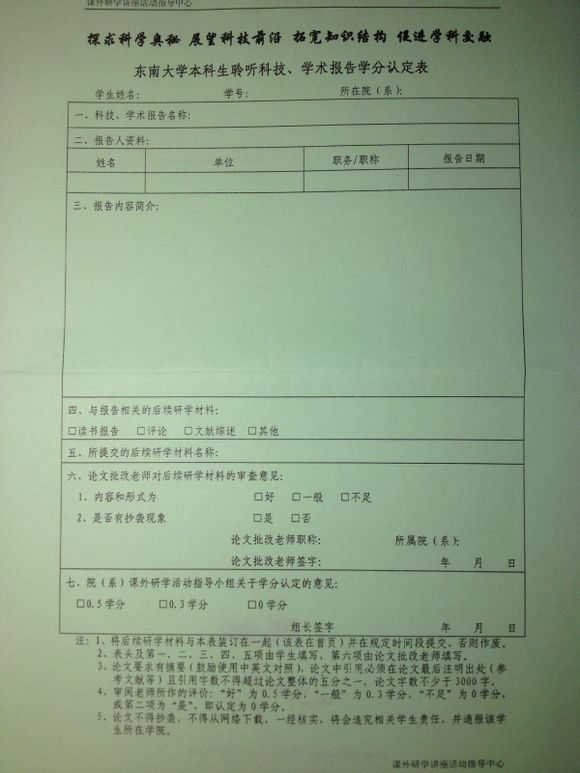 课外研学讲座活动指导中心
探求科学奥秘 展望科技前沿 拓宽知识结构 促进学科交融
东南大学本科生聆听科技、学术报告学分认定表
学生姓名: 学号: 所在院（系）:
一、科技、学术报告名称:
二、报告人资料:
姓名 单位 职务/职称 报告日期
三、报告内容简介:
四、与报告相关的后续研学材料:
□读书报告 □评论 □文献综述 □其他
五、所提交的后续研学材料名称:
六、论文批改老师对后续研学材料的审查意见:
1、内容和形式为 □好 □一般 □不足
2、是否有抄袭现象 □是 □否
论文批改老师职称: 所属院（系）:
论文批改老师签字: 年 月 日
七、院（系）课外研学活动指导小组关于学分认定的意见:
□0.5学分 □0.3学分 □0学分
组长签字 年 月 日
注: 1、将后续研学材料与本表装订在一起（该表在首页）并在规定时间段提交，否则作废。
2、表头及第一、二、三、四、五项由学生填写，第六项由论文批改老师填写。
3、论文要求有摘要（鼓励使用中英文对照），论文中引用必须在论文最后注明出处（参
考文献等）且引用字数不得超过论文整体的五分之一，论文字数不少于3000字。
4、审阅老师所作的评价: “好”为0.5学分，“一般”为0.3学分，“不足”为0学分，
或第二项为“是”，即认定为0学分。
5、论文不得抄袭，不得从网络下载，一经核实，将会追究相关学生责任，并通报该学
生所在学院。
课外研学讲座活动指导中心